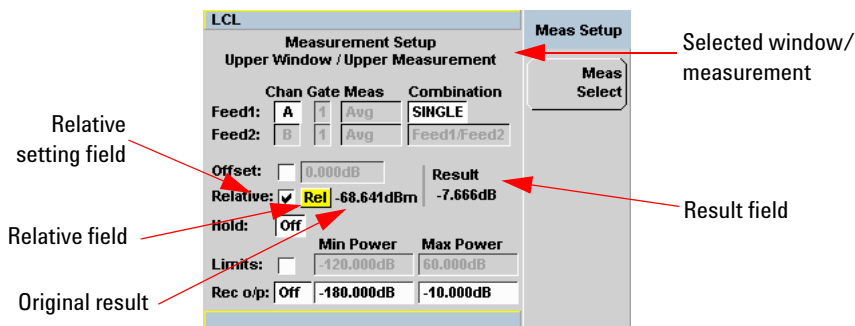 LCL
Measurement Setup
Upper Window / Upper Measurement
Chan Gate Meas Combination
Feed1: A 1 Avg SINGLE
Feed2: B 1 Avg Feed1/Feed2
Offset: 0.000dB
Result
Relative: Rel -68.641dBm -7.666dB
Hold: Off
Min Power Max Power
Limits: -120.000dB 60.000dB
Rec o/p: Off -180.000dB -10.000dB
Meas Setup
Meas
Select
Selected window/
measurement
Relative
setting field
Result field
Relative field
Original result